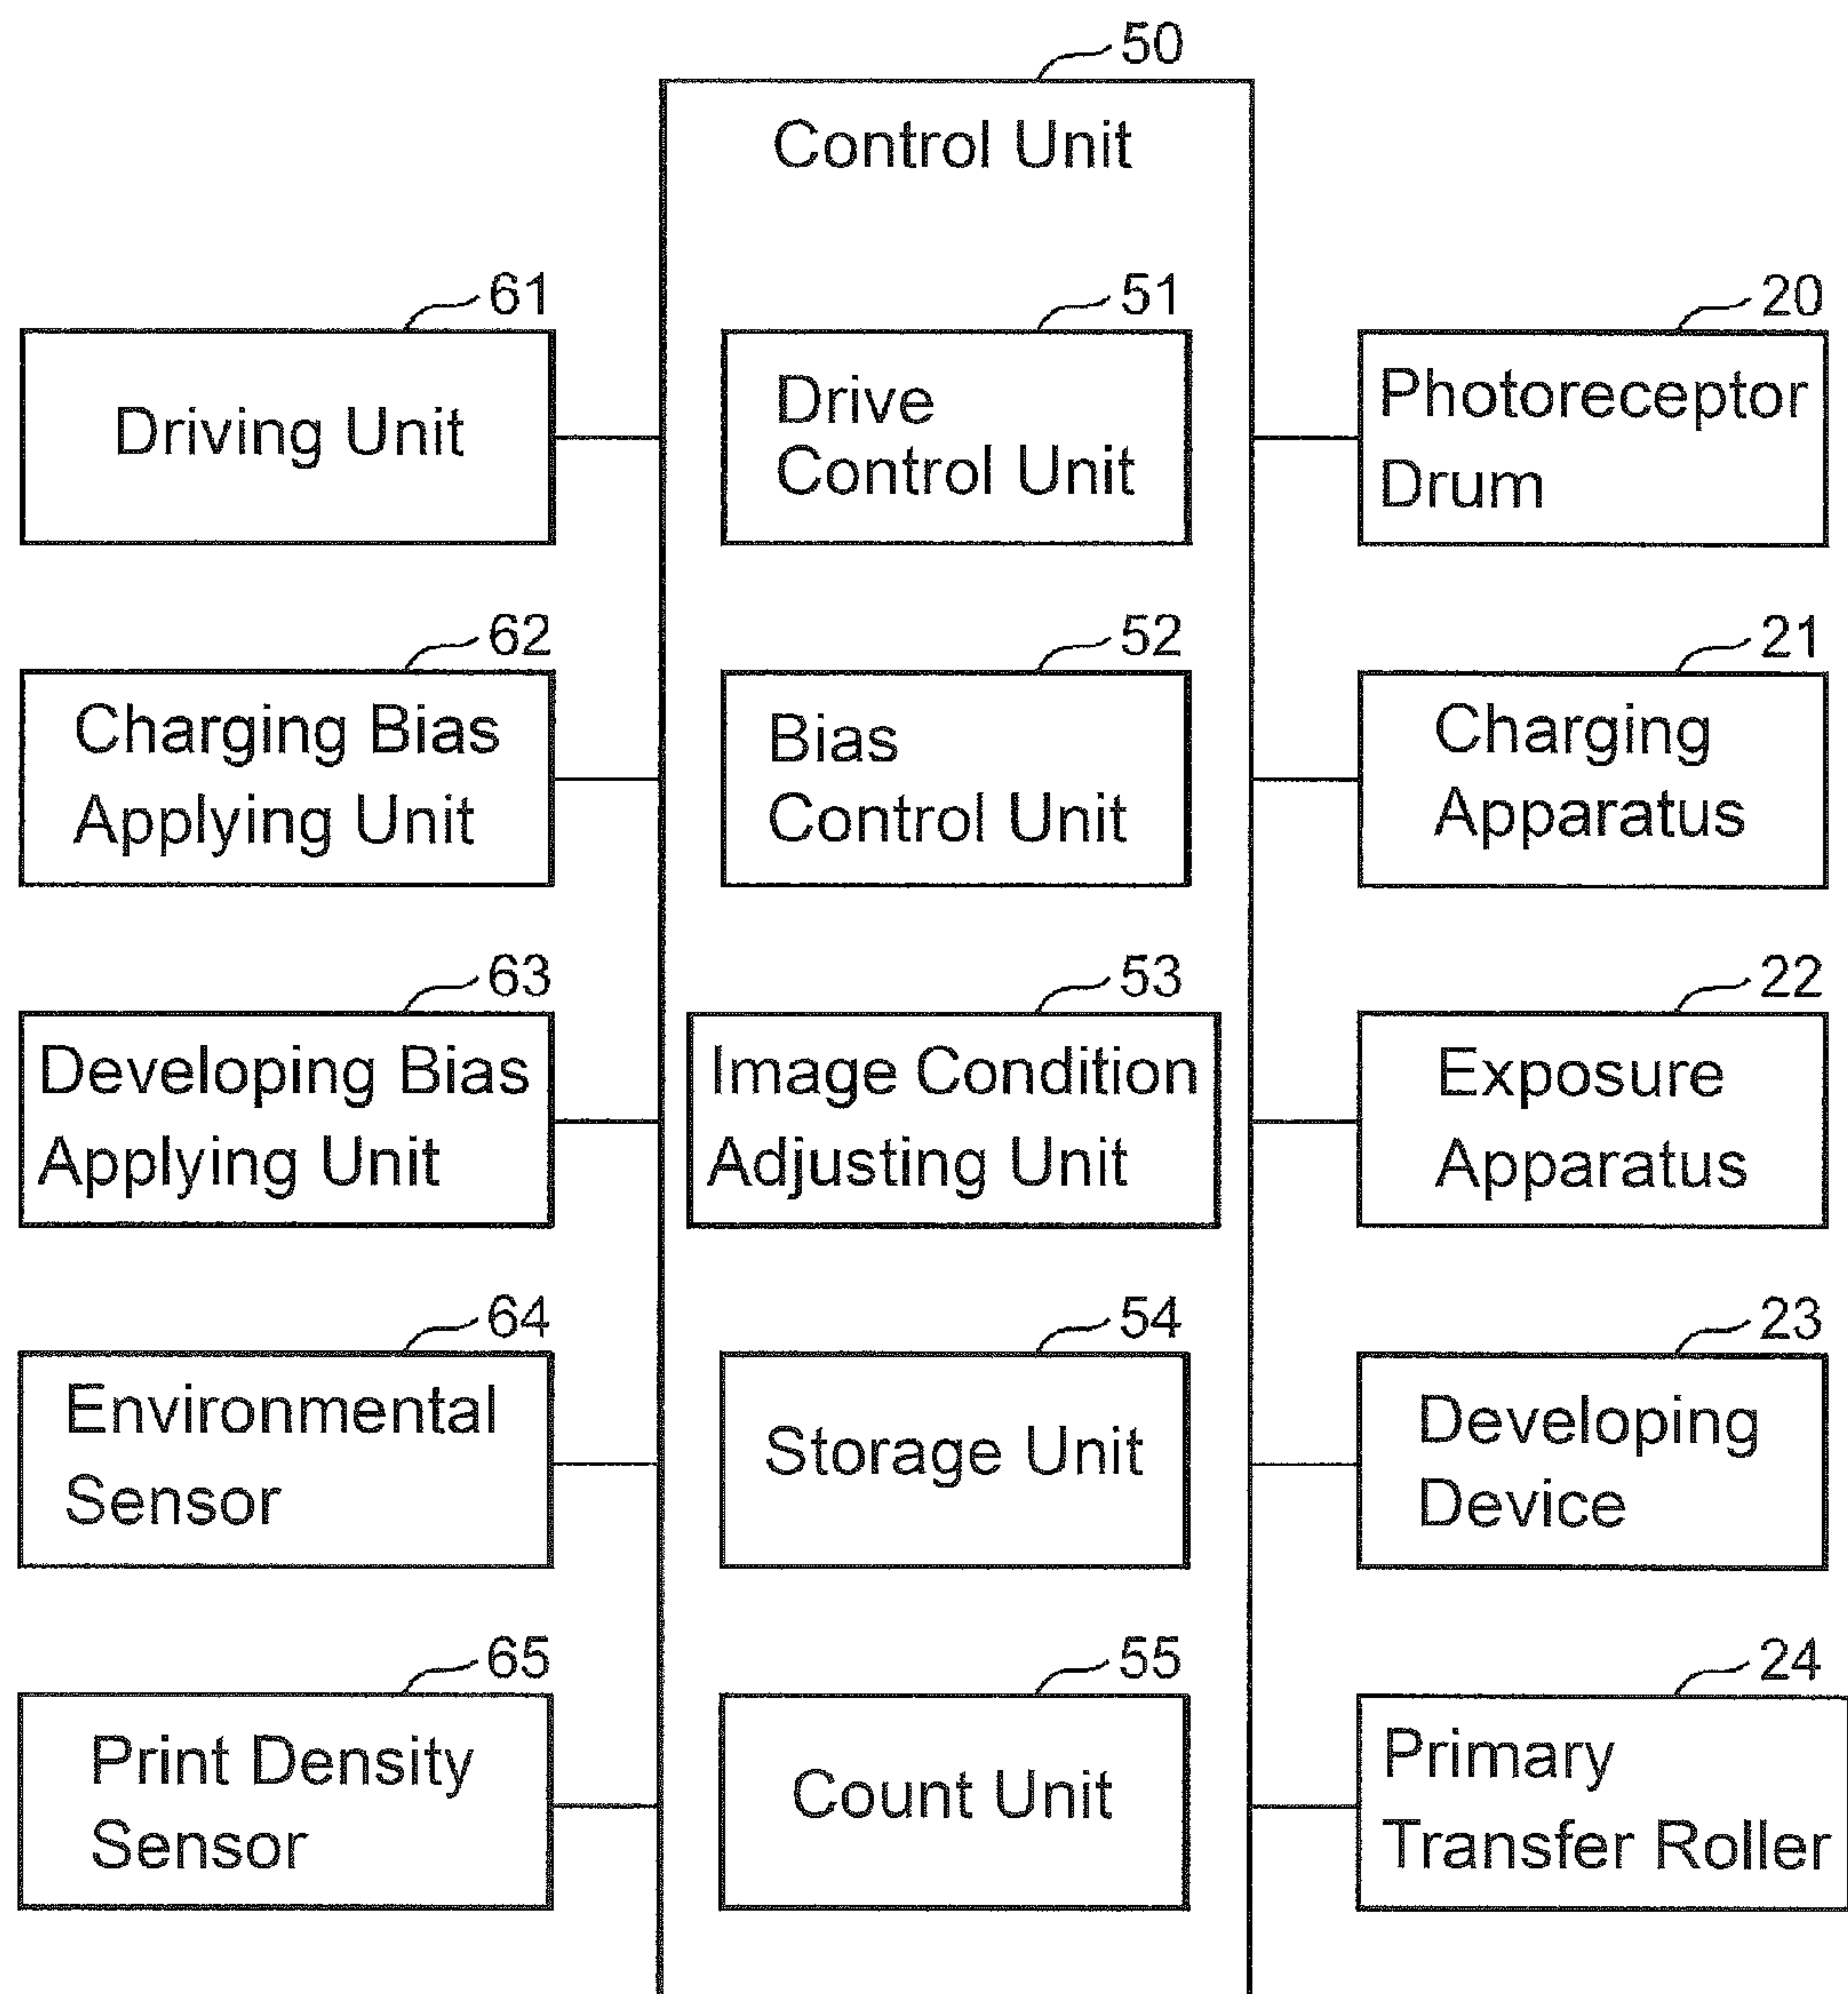 50
Control Unit
61
Driving Unit
62
Charging Bias
Applying Unit
63
Developing Bias
Applying Unit
64
Environmental
Sensor
65
Print Density
Sensor
51
Drive
Control Unit
52
Bias
Control Unit
53
Image Condition
Adjusting Unit
54
Storage Unit
55
Count Unit
20
Photoreceptor
Drum
21
Charging
Apparatus
22
Exposure
Apparatus
23
Developing
Device
24
Primary
Transfer Roller